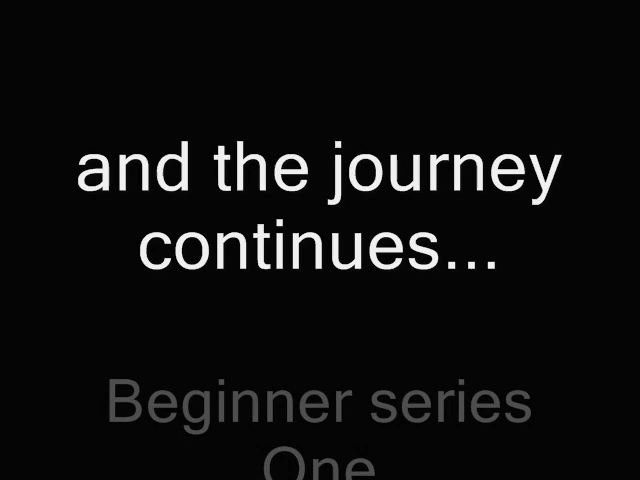 and the journey
continues...
Beginner series
One